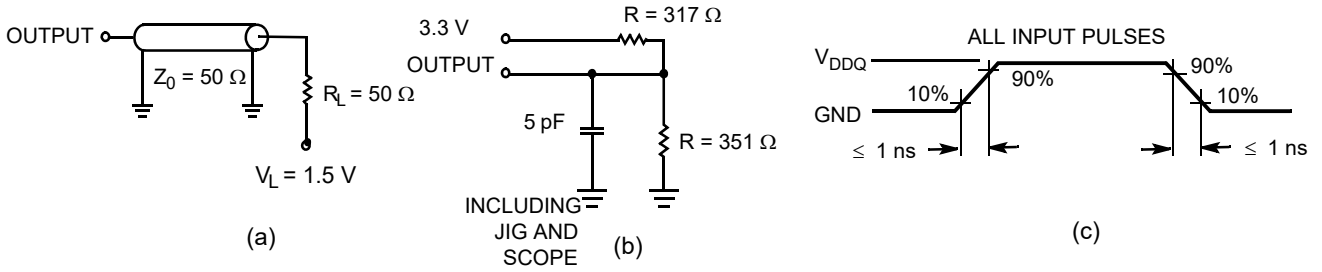 OUTPUT
Z0 = 50 Ω
RL = 50 Ω
VL = 1.5 V
(a)
R = 317 Ω
3.3 V
OUTPUT
5 pF
R = 351 Ω
INCLUDING
JIG AND
SCOPE
(b)
ALL INPUT PULSES
VDDQ
GND
10%
90%
90%
10%
≤ 1 ns
≤ 1 ns
(c)